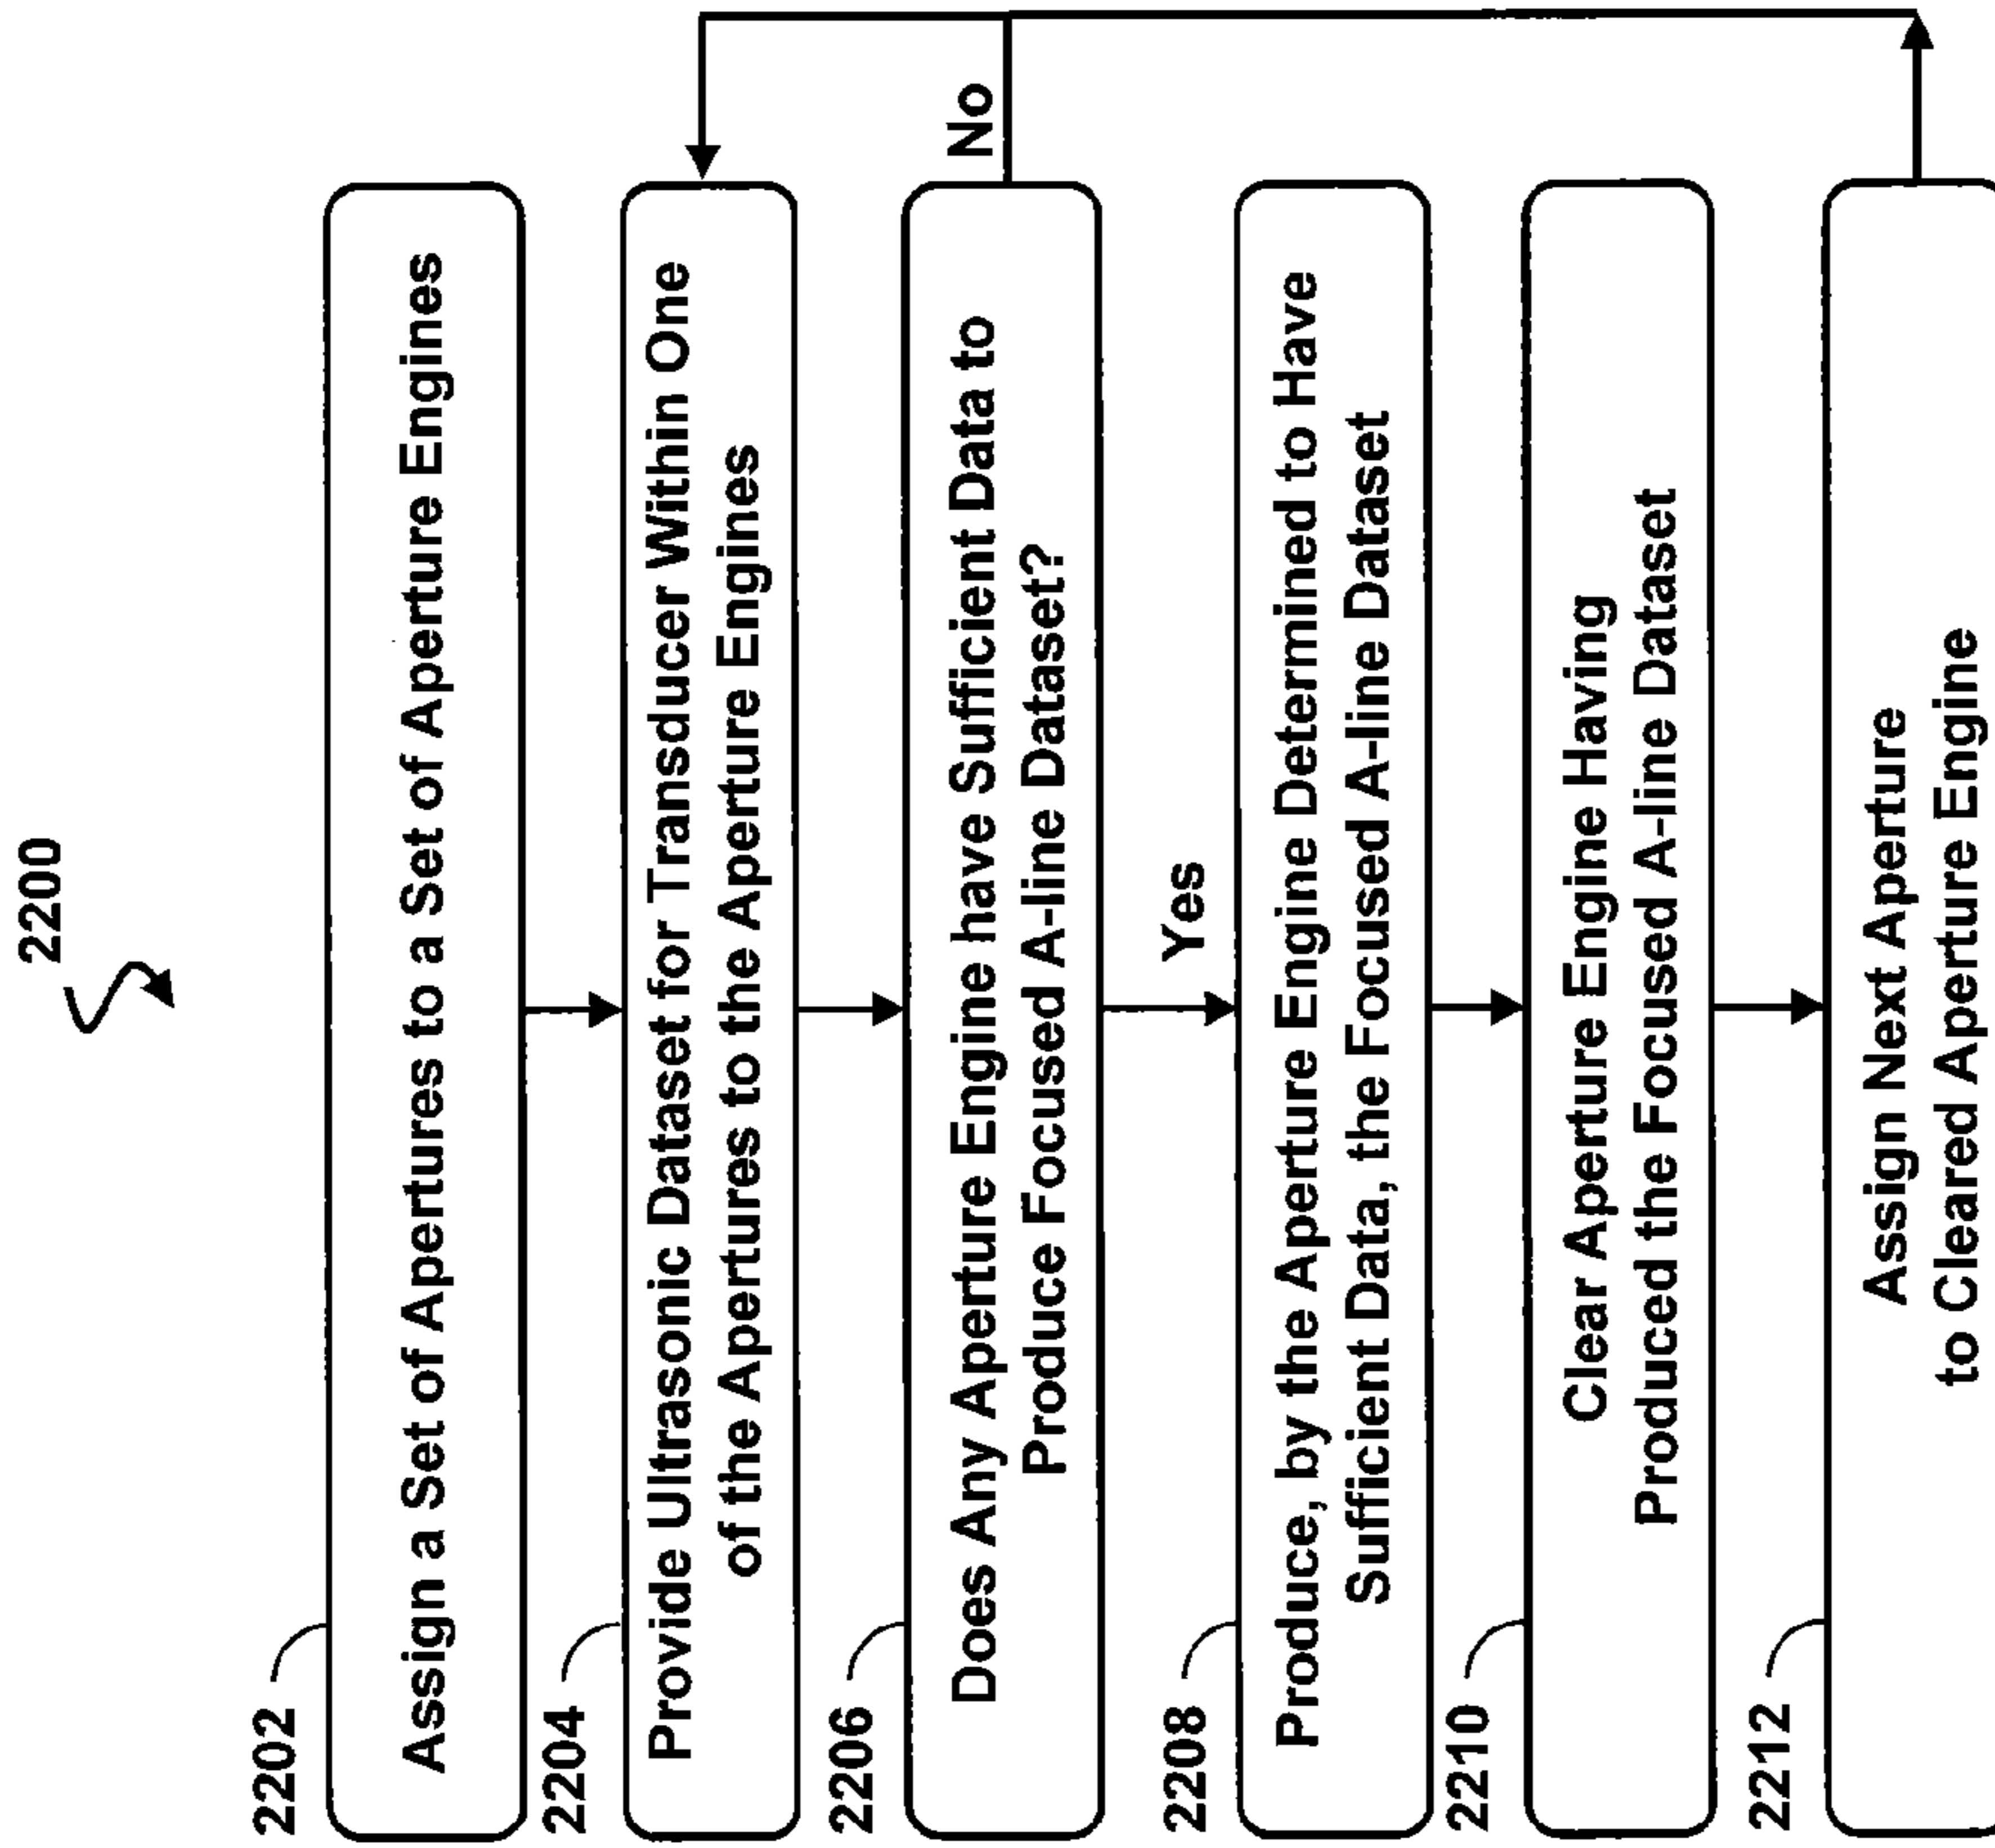 2200
2202
Assign a Set of Apertures to a Set of Aperture Engines
2204
Provide Ultrasonic Dataset for Transducer Within One
of the Apertures to the Aperture Engines
2206
Does Any Aperture Engine have Sufficient Data to
Produce Focused A-line Dataset?
No
Yes
2208
Produce, by the Aperture Engine Determined to Have
Sufficient Data, the Focused A-line Dataset
2210
Clear Aperture Engine Having
Produced the Focused A-line Dataset
2212
Assign Next Aperture
to Cleared Aperture Engine